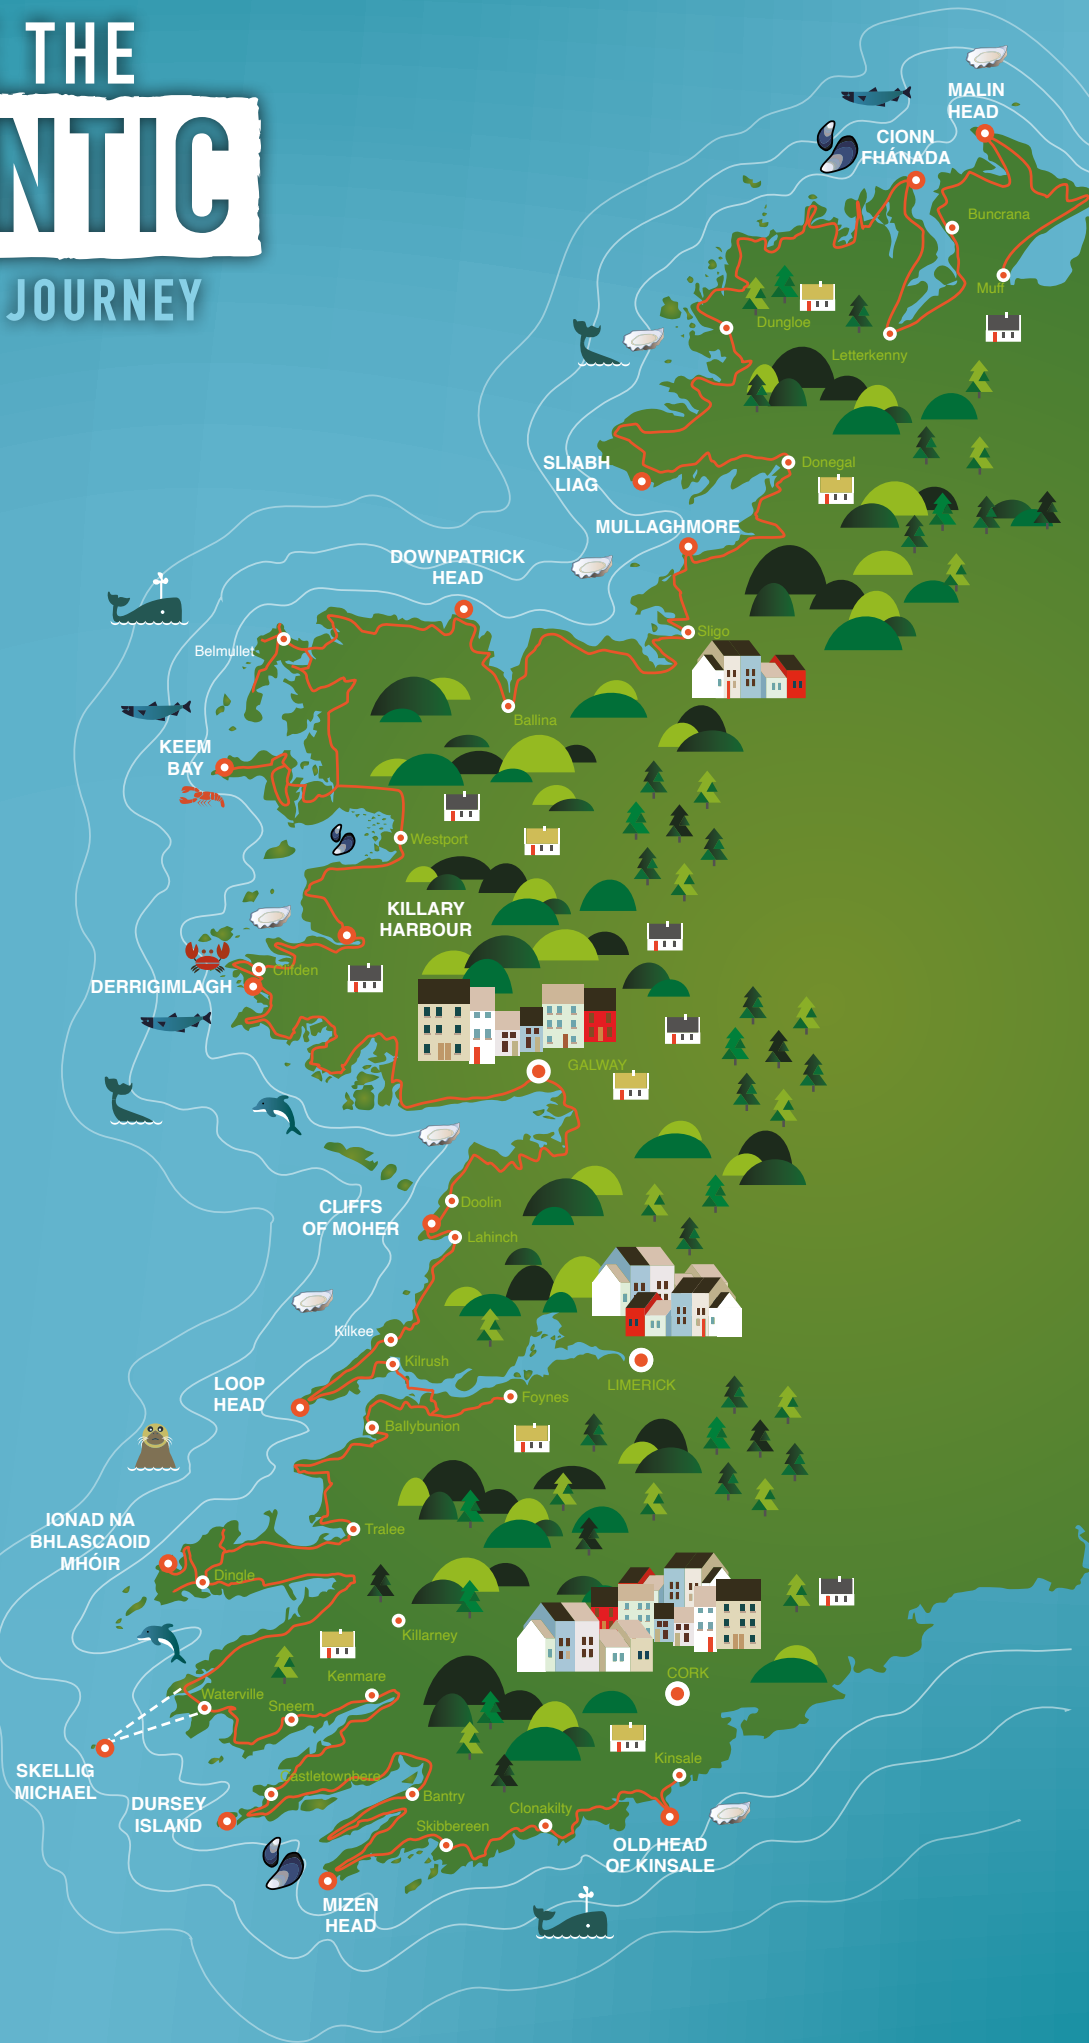 THE
NTIC
JOURNEY
MALIN
HEAD
CIONN
FHÁNADA
Buncrana
Muff
Dungloe
Letterkenny
SLIABH
LIAG
Donegal
MULLAGHMORE
DOWNPATRICK
HEAD
Sligo
Belmullet
Ballina
KEEM
BAY
Westport
KILLARY
HARBOUR
Clifden
DERRIGIMLAGH
GALWAY
CLIFFS
OF MOHER
Doolin
Lahinch
Kilkee
Kilrush
LIMERICK
LOOP
HEAD
Foynes
Ballybunion
IONAD NA
BHLASCAOID
MHÓIR
Tralee
Dingle
Killarney
Kenmare
CORK
Waterville
Sneem
SKELLIG
MICHAEL
Kinsale
Castletownbere
DURSEY
ISLAND
Bantry
Clonakilty
Skibbereen
OLD HEAD
OF KINSALE
MIZEN
HEAD